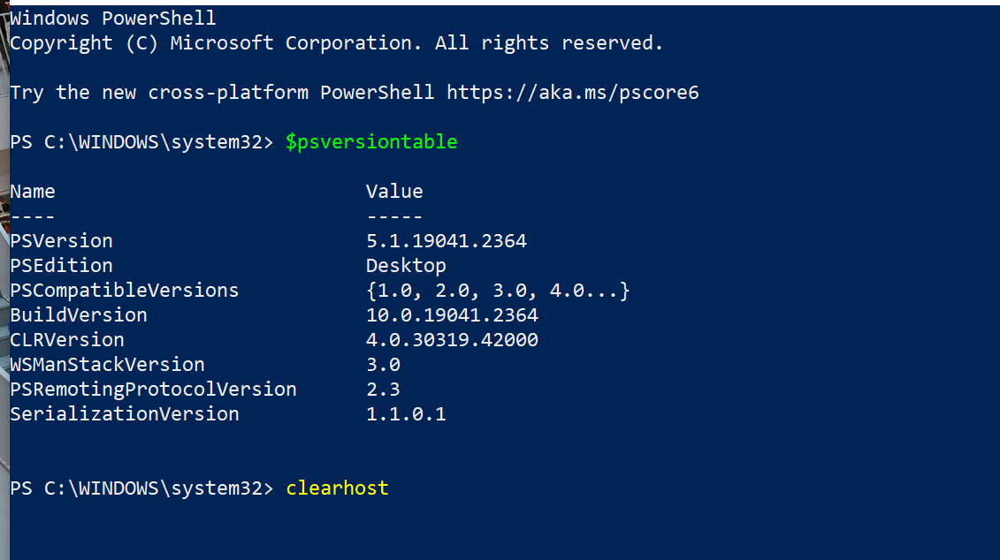 Windows PowerShell
Copyright (C) Microsoft Corporation. All rights reserved.
Try the new cross-platform PowerShell https://aka.ms/pscore6
PS C:\WINDOWS\system32> $psversiontable
Name                           Value
----                           -----
PSVersion                      5.1.19041.2364
PSEdition                      Desktop
PSCompatibleVersions           {1.0, 2.0, 3.0, 4.0...}
BuildVersion                   10.0.19041.2364
CLRVersion                     4.0.30319.42000
WSManStackVersion              3.0
PSRemotingProtocolVersion      2.3
SerializationVersion           1.1.0.1
PS C:\WINDOWS\system32> clearhost